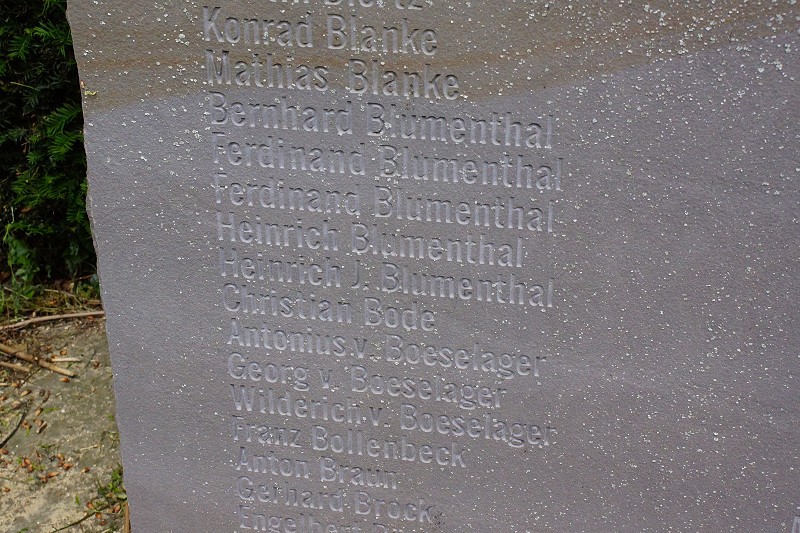 Konrad Blanke
Mathias Blanke
Bernhard Blumenthal
Ferdinand Blumenthal
Ferdinand Blumenthal
Heinrich Blumenthal
Heinrich J. Blumenthal
Christian Bode
Antonius v. Boeselager
Georg v. Boeselager
Wilderich v. Boeselager
Franz Bollenbeck
Anton Braun
Gerhard Brock
Engelbert